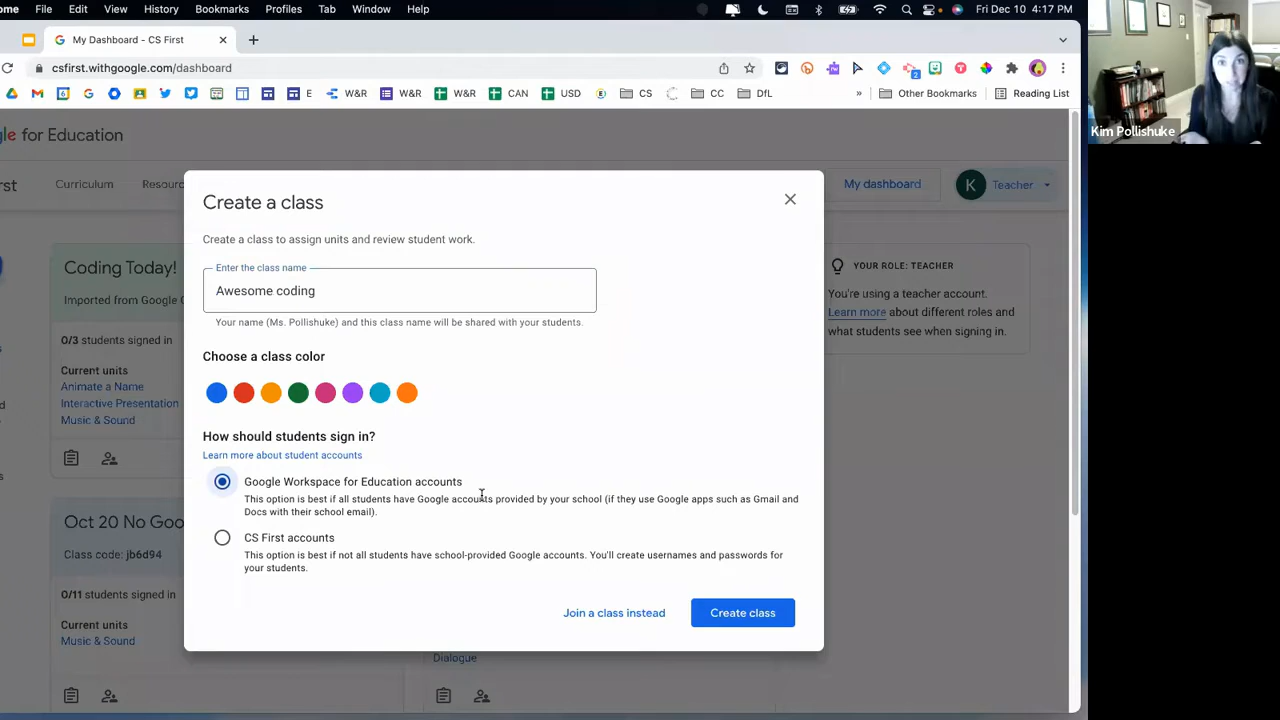 ome File Edit View History Bookmarks Profiles Tab Window Help Fri Dec 10 4:17 PM
My Dashboard - CS First
csfirst.withgoogle.com/dashboard
E W&R W&R W&R CAN USD CS CC DfL » Other Bookmarks Reading List
gle for Education
rst Curriculum Resourc My dashboard K Teacher
Create a class
Create a class to assign units and review student work.
Enter the class name
Awesome coding
Your name (Ms. Pollishuke) and this class name will be shared with your students.
Choose a class color
How should students sign in?
Learn more about student accounts
Google Workspace for Education accounts
This option is best if all students have Google accounts provided by your school (if they use Google apps such as Gmail and
Docs with their school email).
CS First accounts
This option is best if not all students have school-provided Google accounts. You'll create usernames and passwords for
your students.
Join a class instead
Create class
Coding Today!
Imported from Google C
0/3 students signed in
Current units
Animate a Name
Interactive Presentation
Music & Sound
Oct 20 No Goo
Class code: jb6d94
0/11 students signed in
Current units
Music & Sound
Dialogue
YOUR ROLE: TEACHER
You're using a teacher account.
Learn more about different roles and
what students see when signing in.
Kim Pollishuke